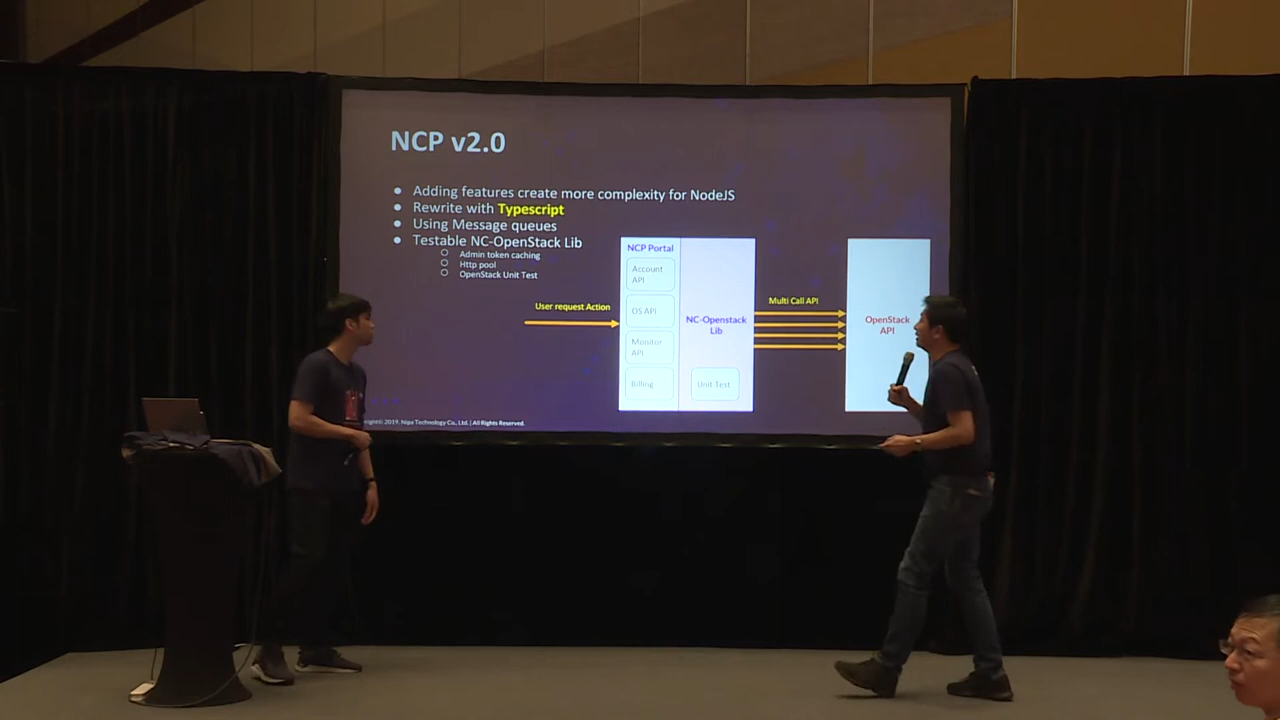 NCP v2.0
● Adding features create more complexity for NodeJS
● Rewrite with Typescript
● Using Message queues
● Testable NC-OpenStack Lib
○ Admin token caching
○ Http pool
○ OpenStack Unit Test
User request Action
NCP Portal
Account
API
OS API
Monitor
API
Billing
NC-Openstack
Lib
Unit Test
Multi Call API
OpenStack
API
2019, Nipa Technology Co., Ltd. | All Rights Reserved.